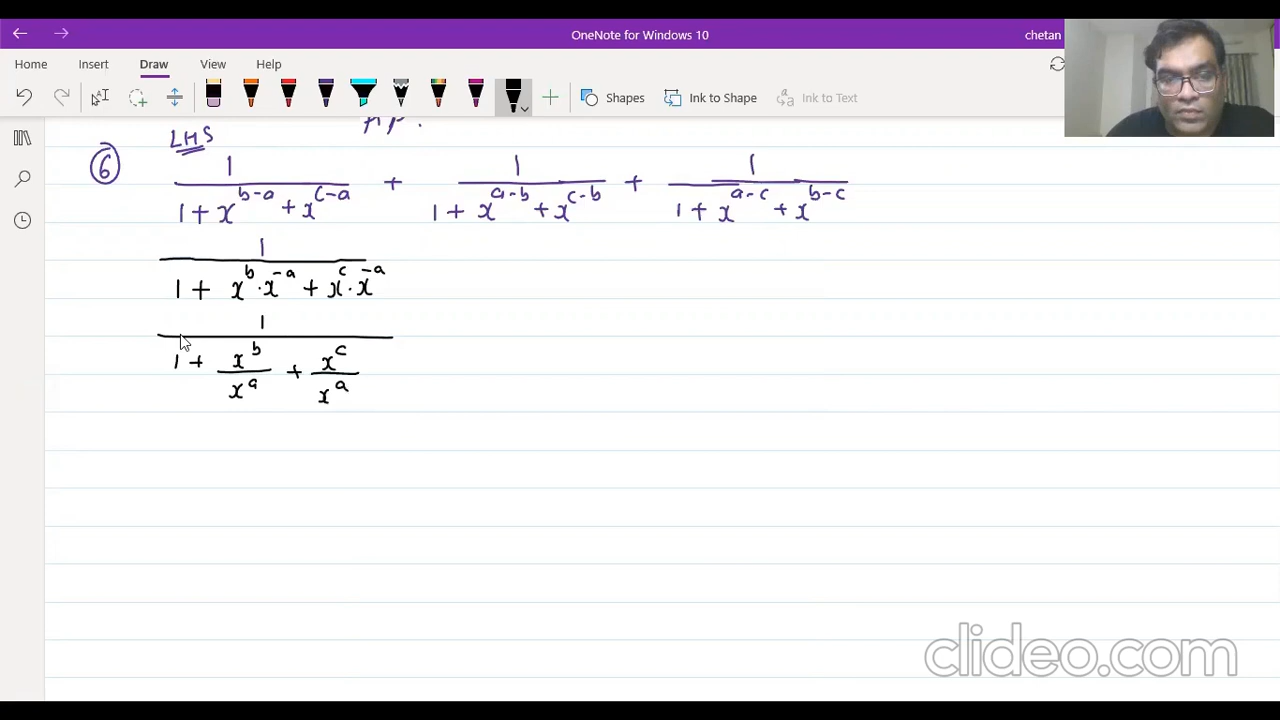 OneNote for Windows 10
chetan
Home Insert Draw View Help
Shapes Ink to Shape Ink to Text
LHS
⑥ 1/(1 + x^(b-a) + x^(c-a)) + 1/(1 + x^(a-b) + x^(c-b)) + 1/(1 + x^(a-c) + x^(b-c))
1/(1 + x^b · x^-a + x^c · x^-a)
1/(1 + x^b/x^a + x^c/x^a)
clideo.com